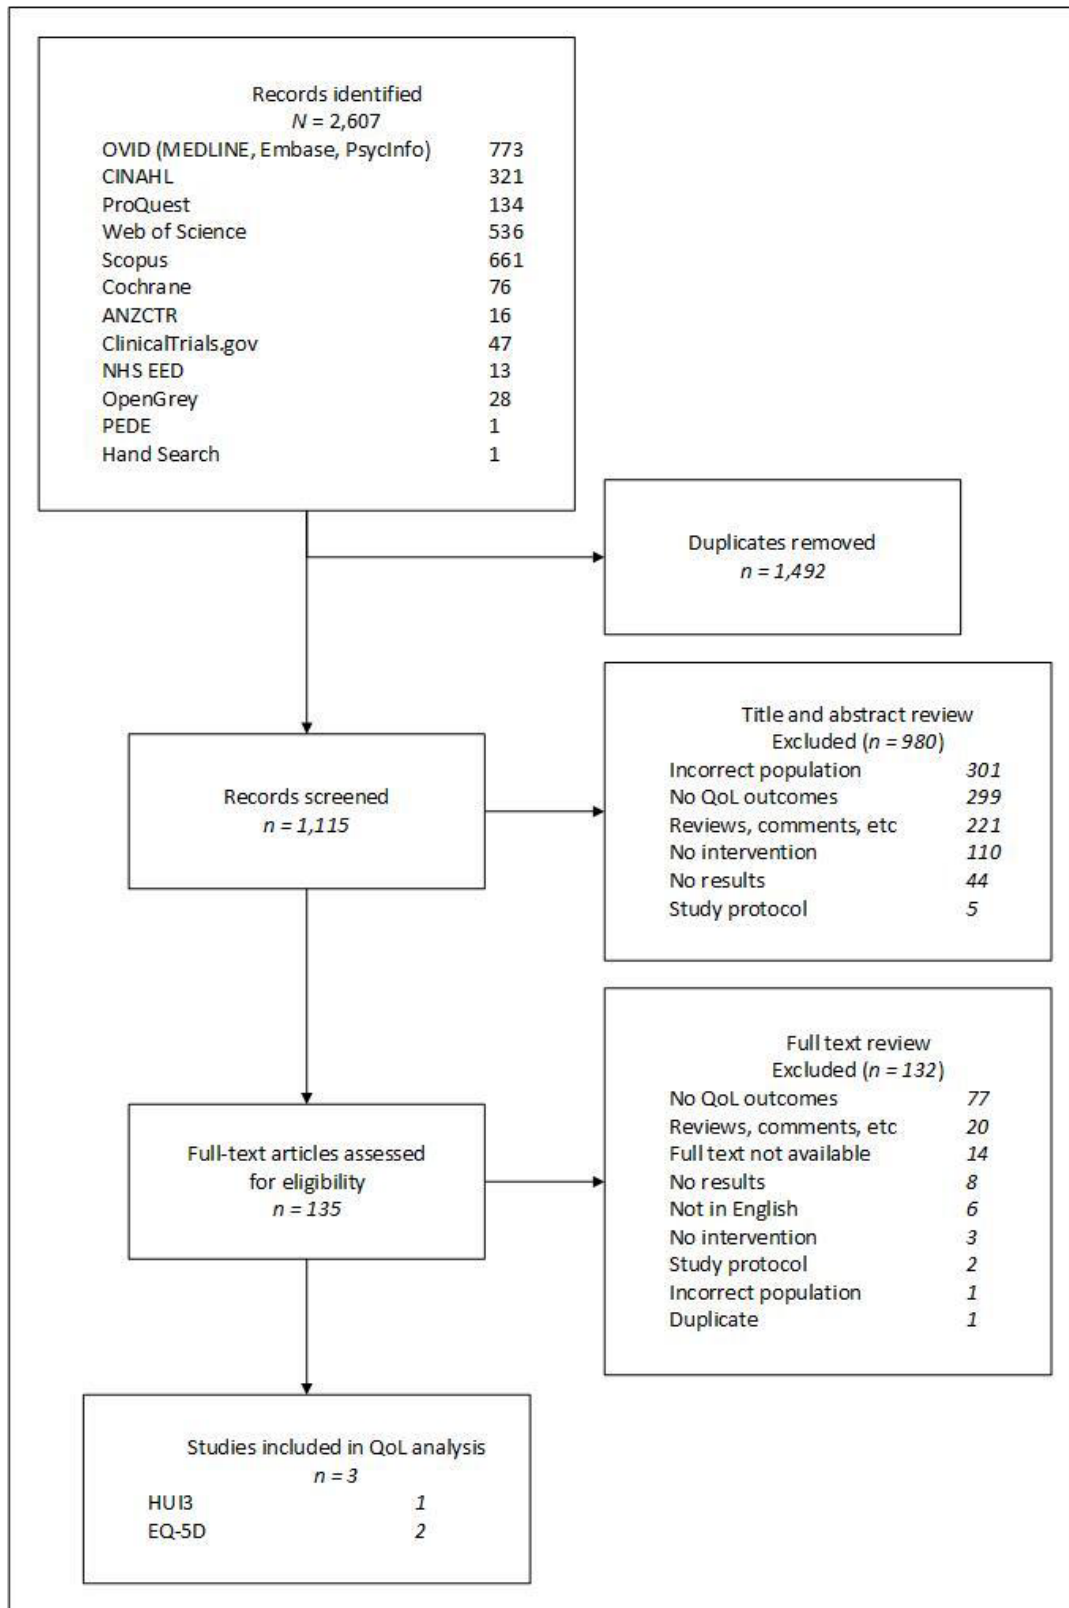 Records identified
N = 2,607
OVID (MEDLINE, Embase, PsycInfo) 773
CINAHL 321
ProQuest 134
Web of Science 536
Scopus 661
Cochrane 76
ANZCTR 16
ClinicalTrials.gov 47
NHS EED 13
OpenGrey 28
PEDE 1
Hand Search 1
Duplicates removed
n = 1,492
Records screened
n = 1,115
Title and abstract review
Excluded (n = 980)
Incorrect population 301
No QoL outcomes 299
Reviews, comments, etc 221
No intervention 110
No results 44
Study protocol 5
Full-text articles assessed
for eligibility
n = 135
Full text review
Excluded (n = 132)
No QoL outcomes 77
Reviews, comments, etc 20
Full text not available 14
No results 8
Not in English 6
No intervention 3
Study protocol 2
Incorrect population 1
Duplicate 1
Studies included in QoL analysis
n = 3
HUI3 1
EQ-5D 2